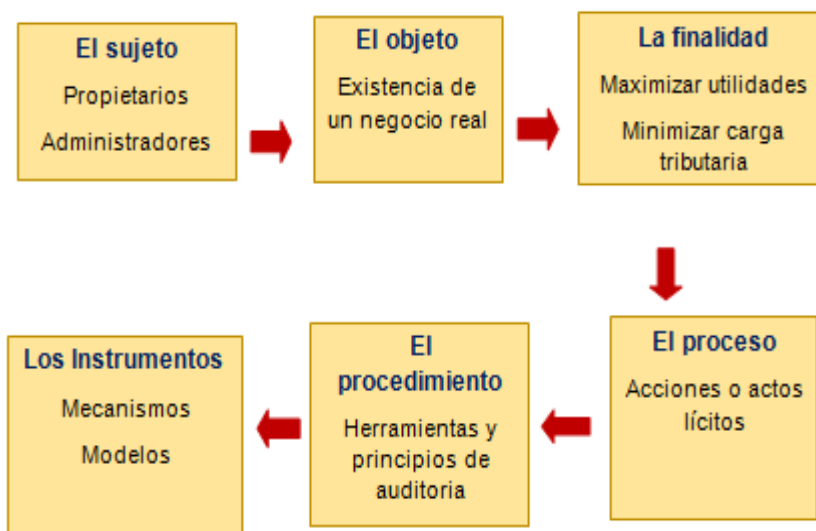 El sujeto
Propietarios
Administradores
El objeto
Existencia de
un negocio real
La finalidad
Maximizar utilidades
Minimizar carga
tributaria
El proceso
Acciones o actos
lícitos
El
procedimiento
Herramientas y
principios de
auditoria
Los Instrumentos
Mecanismos
Modelos